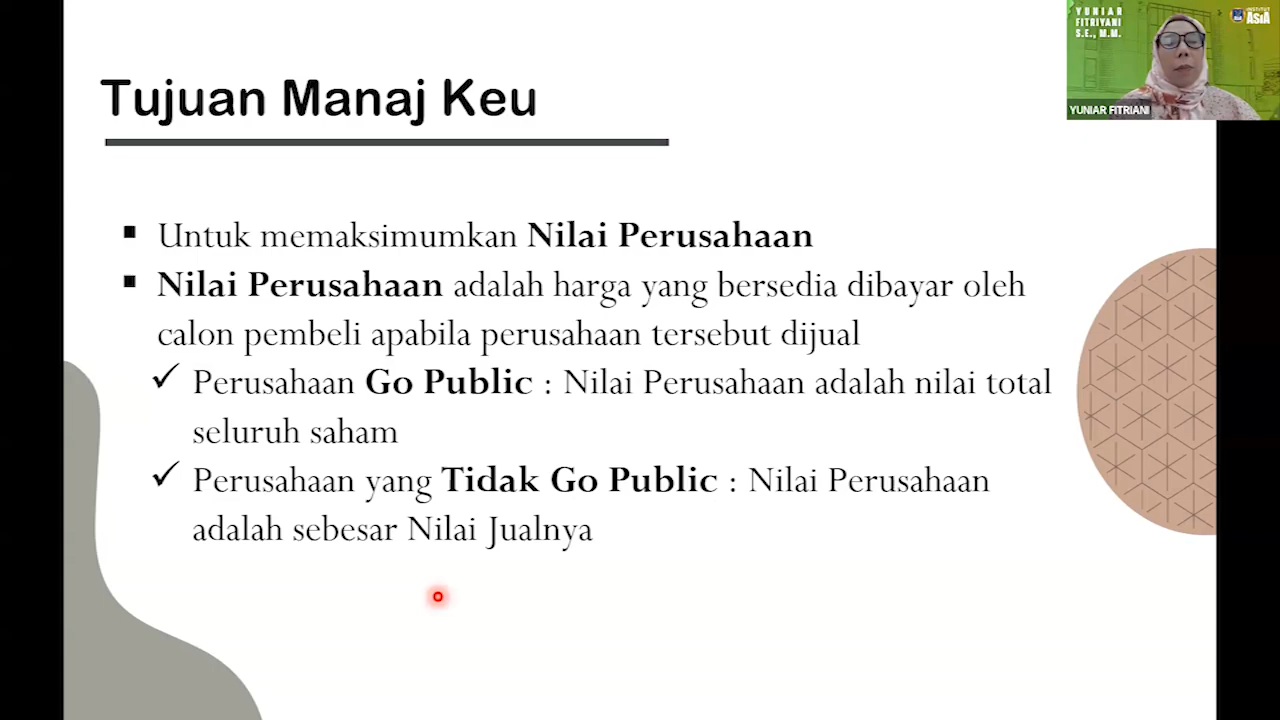 YUNIAR
FITRIYANI
S.E., M.M.
INSTITUT
ASIA
YUNIAR FITRIANI
Tujuan Manaj Keu
▪ Untuk memaksimumkan Nilai Perusahaan
▪ Nilai Perusahaan adalah harga yang bersedia dibayar oleh
calon pembeli apabila perusahaan tersebut dijual
✓ Perusahaan Go Public : Nilai Perusahaan adalah nilai total
seluruh saham
✓ Perusahaan yang Tidak Go Public : Nilai Perusahaan
adalah sebesar Nilai Jualnya